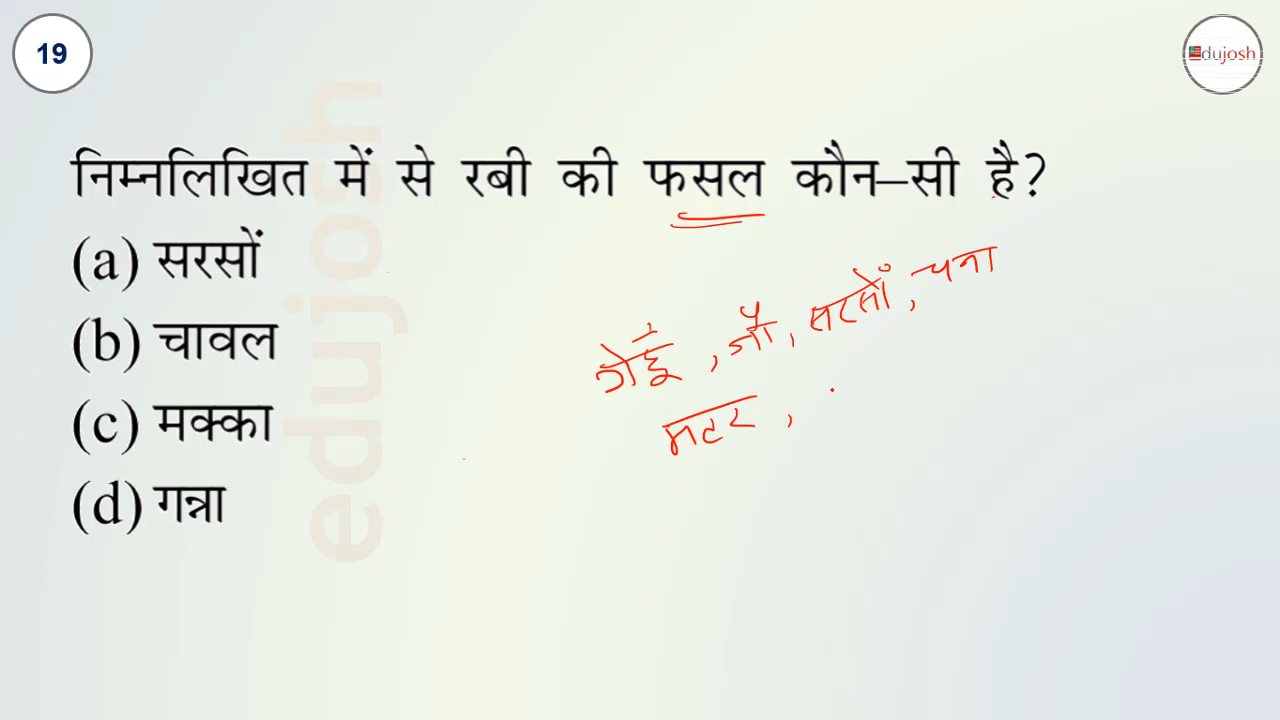 19
Edujosh
निम्नलिखित में से रबी की फसल कौन–सी है?
(a) सरसों
(b) चावल
(c) मक्का
(d) गन्ना
गेहूँ, जौ, सरसों, चना
मटर,
edujosh